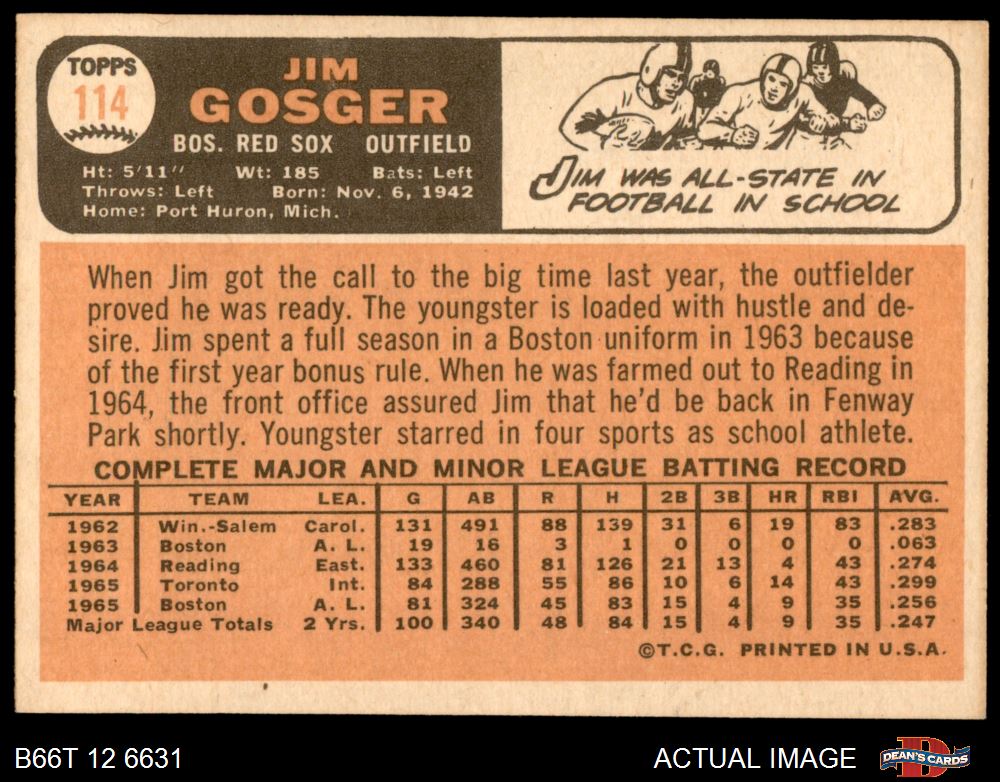 TOPPS
114
JIM
GOSGER
BOS. RED SOX OUTFIELD
Ht: 5'11" Wt: 185 Bats: Left
Throws: Left Born: Nov. 6, 1942
Home: Port Huron, Mich.
JIM WAS ALL-STATE IN
FOOTBALL IN SCHOOL
When Jim got the call to the big time last year, the outfielder
proved he was ready. The youngster is loaded with hustle and de-
sire. Jim spent a full season in a Boston uniform in 1963 because
of the first year bonus rule. When he was farmed out to Reading in
1964, the front office assured Jim that he'd be back in Fenway
Park shortly. Youngster starred in four sports as school athlete.
COMPLETE MAJOR AND MINOR LEAGUE BATTING RECORD
YEAR TEAM LEA. G AB R H 2B 3B HR RBI AVG.
1962 Win.-Salem Carol. 131 491 88 139 31 6 19 83 .283
1963 Boston A. L. 19 16 3 1 0 0 0 0 .063
1964 Reading East. 133 460 81 126 21 13 4 43 .274
1965 Toronto Int. 84 288 55 86 10 6 14 43 .299
1965 Boston A. L. 81 324 45 83 15 4 9 35 .256
Major League Totals 2 Yrs. 100 340 48 84 15 4 9 35 .247
©T.C.G. PRINTED IN U.S.A.
B66T 12 6631
ACTUAL IMAGE
DEAN'S CARDS